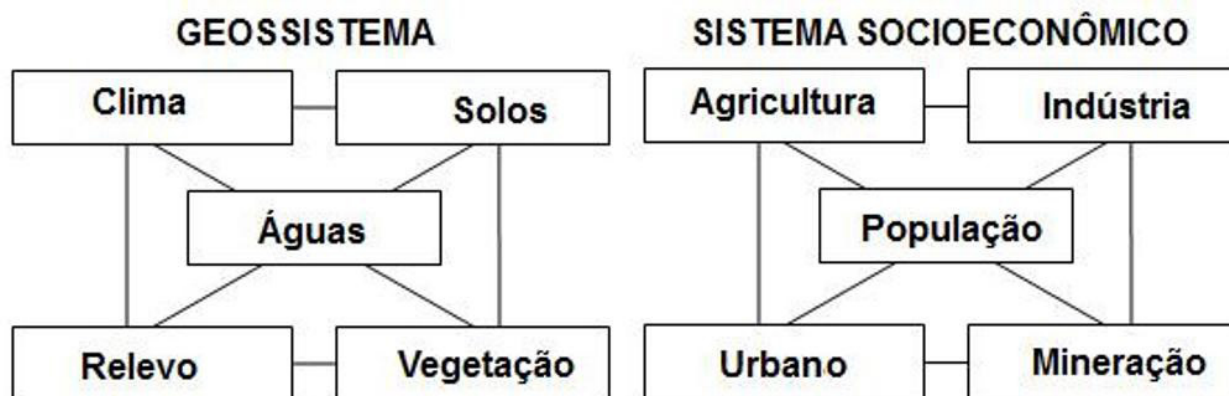 GEOSSISTEMA
Clima
Solos
Águas
Relevo
Vegetação
SISTEMA SOCIOECONÔMICO
Agricultura
Indústria
População
Urbano
Mineração